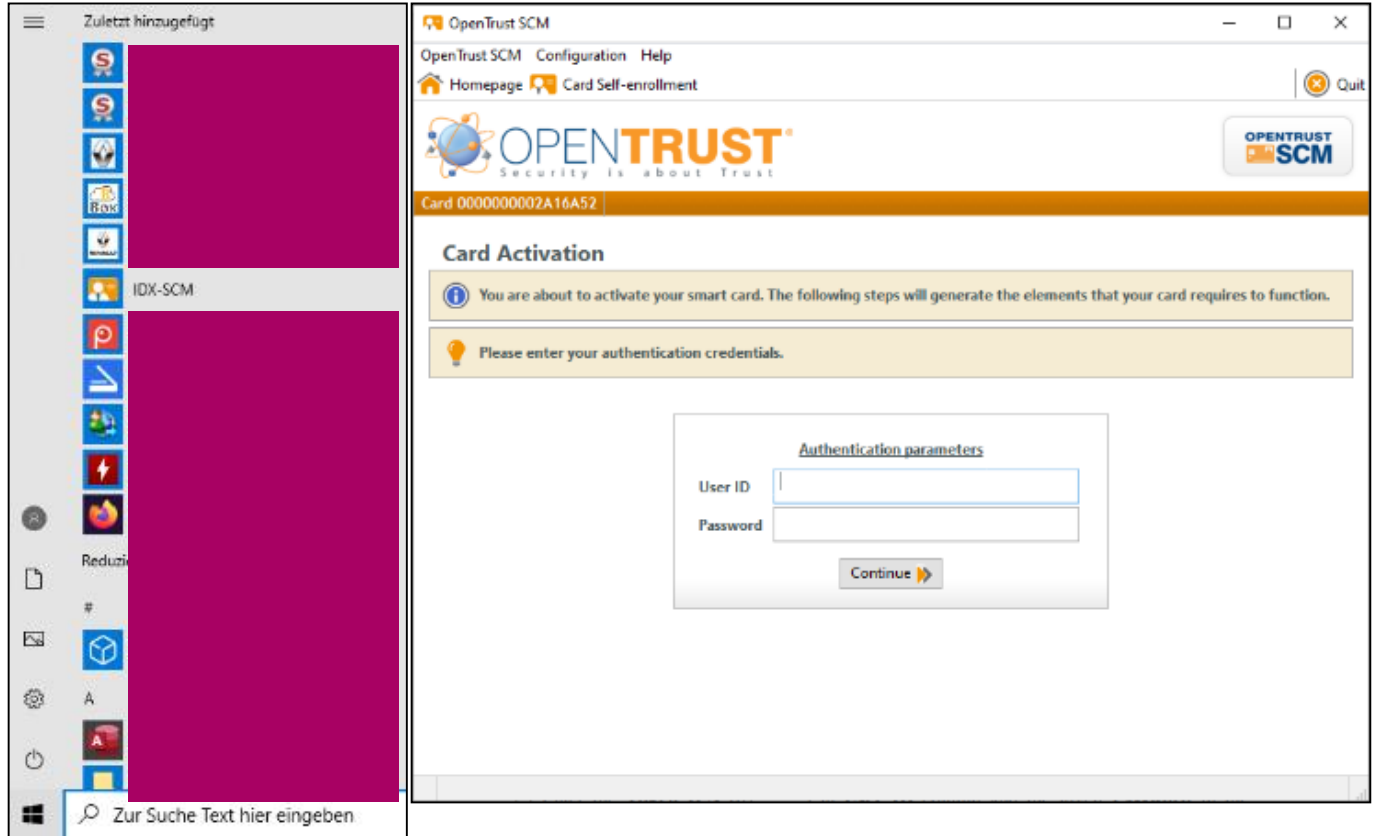 Zuletzt hinzugefügt
S
S
Box
IDX-SCM
Reduzi
#
A
A
Zur Suche Text hier eingeben
OpenTrust SCM
OpenTrust SCM Configuration Help
Homepage Card Self-enrollment Quit
OPENTRUST
Security is about Trust
OPENTRUST
SCM
Card 0000000002A16A52
Card Activation
You are about to activate your smart card. The following steps will generate the elements that your card requires to function.
Please enter your authentication credentials.
Authentication parameters
User ID
Password
Continue